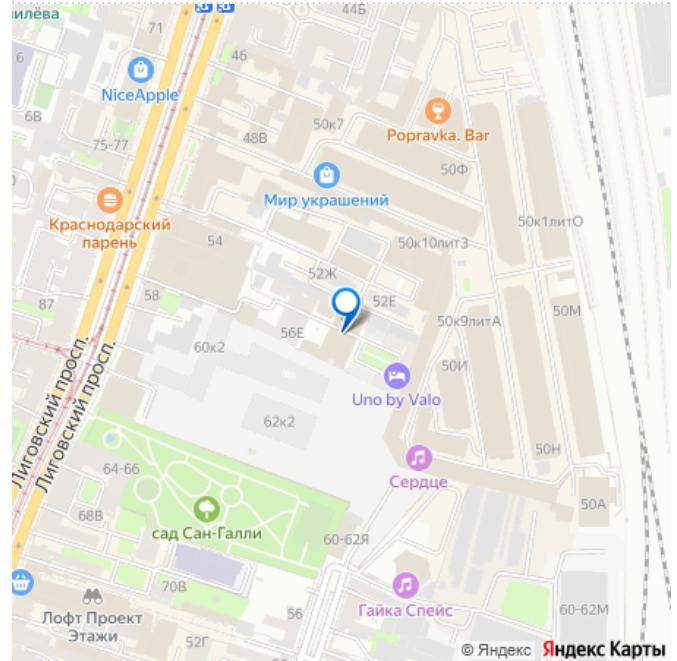 милёва
71
44Б
6
46
NiceApple
6В
50к7
Popravka. Bar
75-77
48В
50Ф
Мир украшений
Краснодарский
парень
50к1литО
54
50к10лит3
52Ж
87
58
52Е
50М
56Е
50к9литА
60к2
50И
Uno by Valo
Лиговский просп.
Лиговский просп.
62к2
64-66
50Н
Сердце
50А
68В
сад Сан-Галли
60-62Я
70В
Гайка Спейс
56
60-62М
Лофт Проект
Этажи
52Г
© Яндекс Яндекс Карты